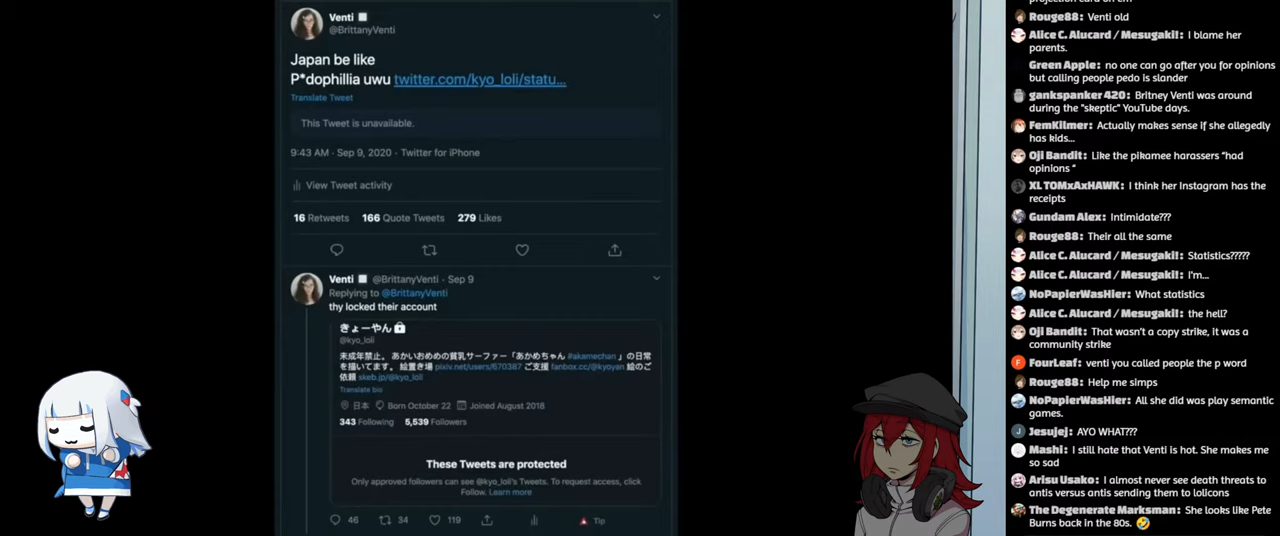 Venti
@BrittanyVenti
Japan be like
P*dophillia uwu twitter.com/kyo_loli/statu...
Translate Tweet
This Tweet is unavailable.
9:43 AM · Sep 9, 2020 · Twitter for iPhone
View Tweet activity
16 Retweets 166 Quote Tweets 279 Likes
Venti @BrittanyVenti · Sep 9
Replying to @BrittanyVenti
thy locked their account
きょーやん
@kyo_loli
未成年禁止。 あかいおめめの貧乳サーファー「あかめちゃん #akamechan 」の日常
を描いてます。 絵置き場 pixiv.net/users/670387 ご支援 fanbox.cc/@kyoyan 絵のご
依頼 skeb.jp/@kyo_loli
Translate bio
日本 Born October 22 Joined August 2018
343 Following 5,539 Followers
These Tweets are protected
Only approved followers can see @kyo_loli's Tweets. To request access, click
Follow. Learn more
46 34 119 Tip
projection card on em
Rouge88: Venti old
Alice C. Alucard / Mesugaki!: I blame her
parents.
Green Apple: no one can go after you for opinions
but calling people pedo is slander
gankspanker 420: Britney Venti was around
during the "skeptic" YouTube days.
FemKilmer: Actually makes sense if she allegedly
has kids...
Oji Bandit: Like the pikamee harassers "had
opinions "
XL TOMxAxHAWK: I think her Instagram has the
receipts
Gundam Alex: Intimidate???
Rouge88: Their all the same
Alice C. Alucard / Mesugaki!: Statistics?????
Alice C. Alucard / Mesugaki!: I'm...
NoPapierWasHier: What statistics
Alice C. Alucard / Mesugaki!: the hell?
Oji Bandit: That wasn't a copy strike, it was a
community strike
FourLeaf: venti you called people the p word
Rouge88: Help me simps
NoPapierWasHier: All she did was play semantic
games.
Jesujej: AYO WHAT???
Mashi: I still hate that Venti is hot. She makes me
so sad
Arisu Usako: I almost never see death threats to
antis versus antis sending them to lolicons
The Degenerate Marksman: She looks like Pete
Burns back in the 80s. 🤣